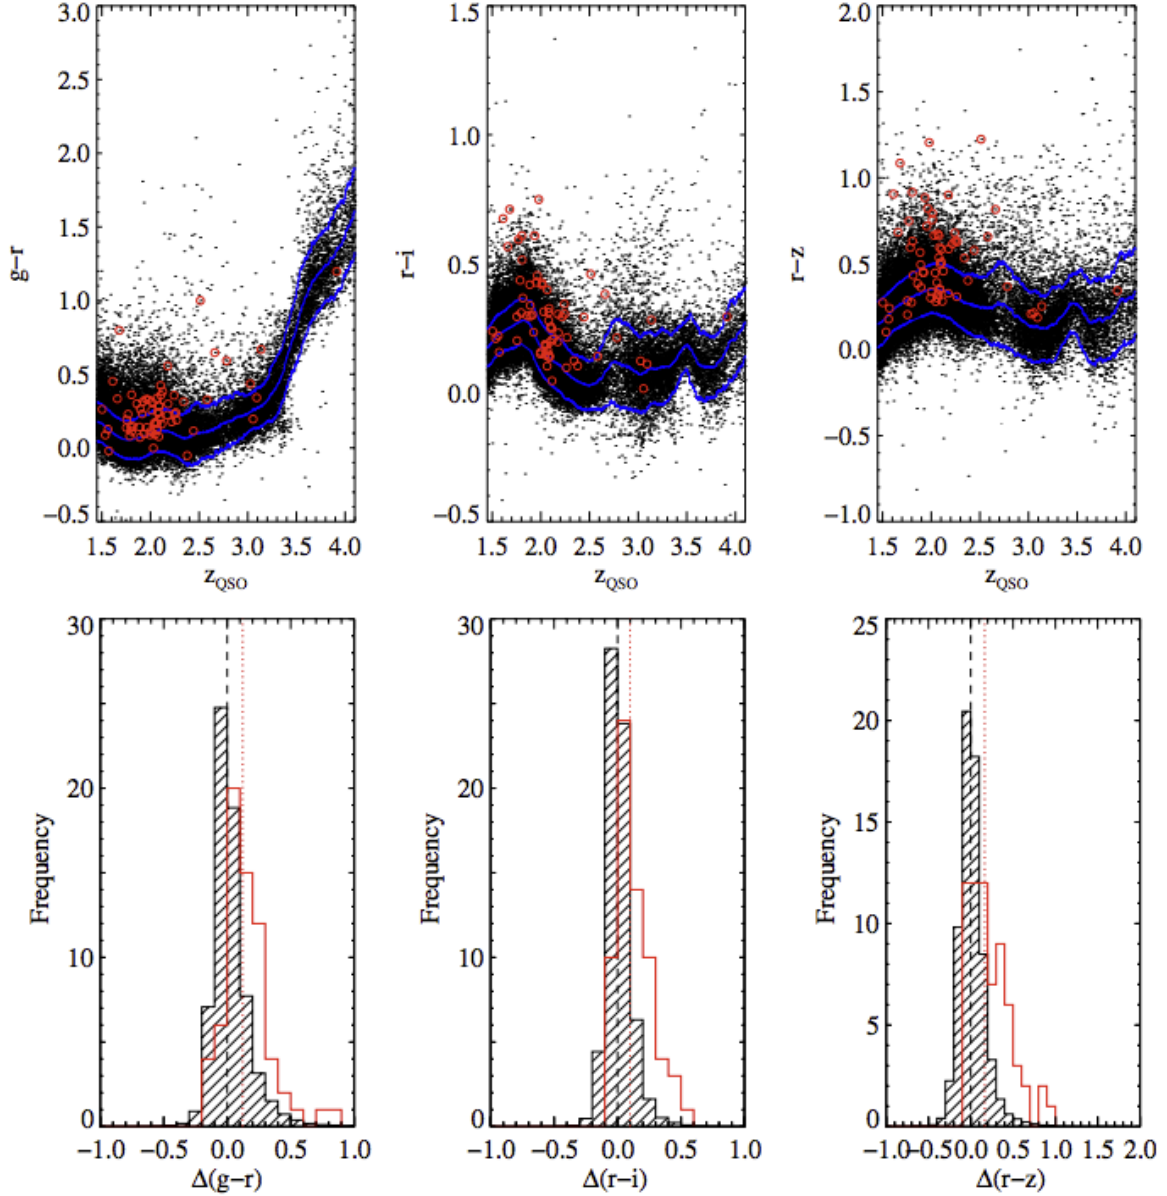 3.0 2.5 2.0 1.5 1.0 0.5 0.0 −0.5
g−r
1.5 2.0 2.5 3.0 3.5 4.0
zQSO
1.5 1.0 0.5 0.0 −0.5
r−i
1.5 2.0 2.5 3.0 3.5 4.0
zQSO
2.0 1.5 1.0 0.5 0.0 −0.5 −1.0
r−z
1.5 2.0 2.5 3.0 3.5 4.0
zQSO
30 20 10 0
Frequency
−1.0 −0.5 0.0 0.5 1.0
Δ(g−r)
30 20 10 0
Frequency
−1.0 −0.5 0.0 0.5 1.0
Δ(r−i)
25 20 15 10 5 0
Frequency
−1.0−0.5 0.0 0.5 1.0 1.5 2.0
Δ(r−z)